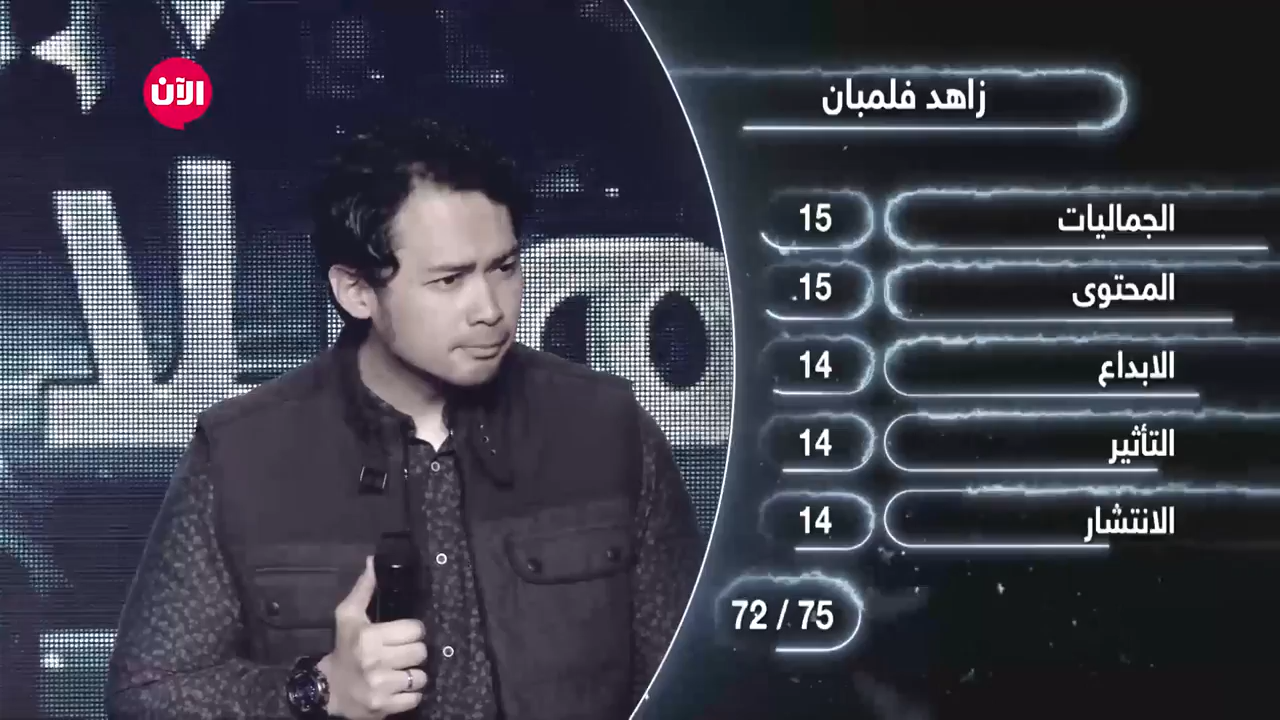 الآن
زاهد فلمبان
الجماليات 15
المحتوى 15
الابداع 14
التأثير 14
الانتشار 14
72 / 75